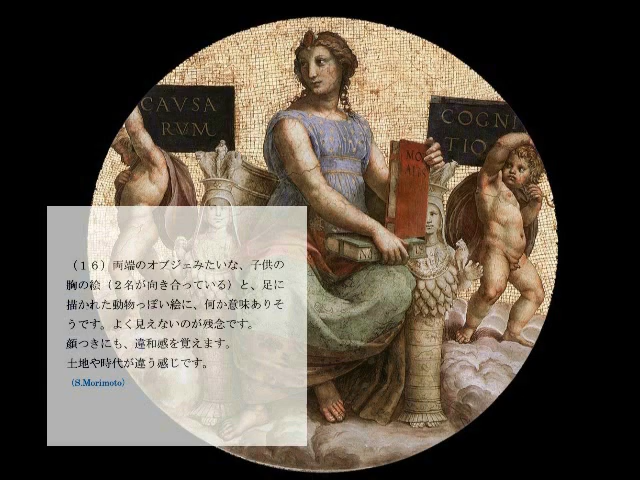 CAVSA
RVM
COGNI
TIO
MO
（１６）両端のオブジェみたいな、子供の
胸の絵（２名が向き合っている）と、足に
描かれた動物っぽい絵に、何か意味ありそ
うです。よく見えないのが残念です。
顔つきにも、違和感を覚えます。
土地や時代が違う感じです。
(S.Morimoto)